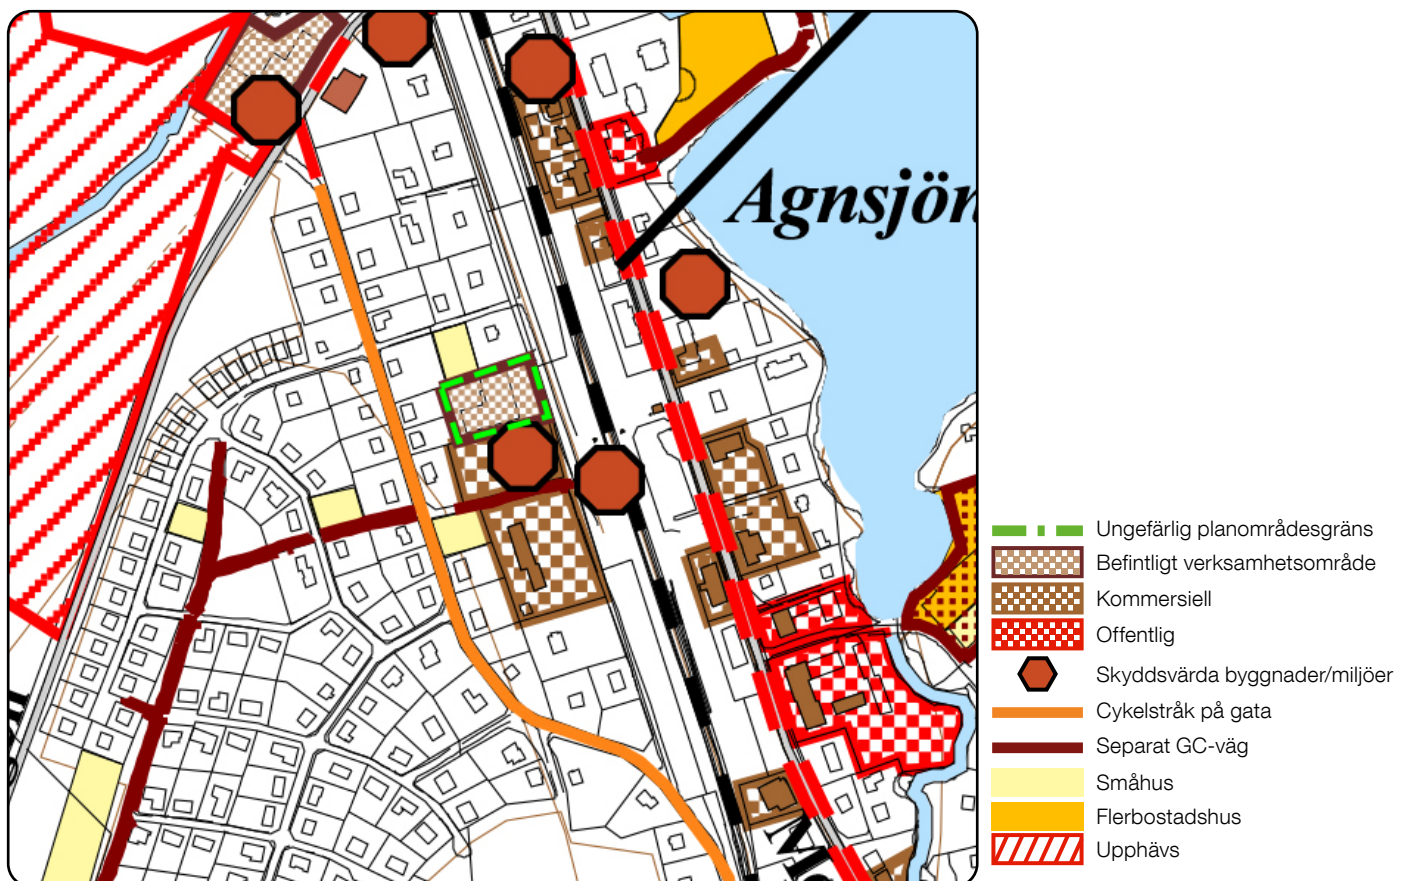 Agnsjön
Ungefärlig planområdesgräns
Befintligt verksamhetsområde
Kommersiell
Offentlig
Skyddsvärda byggnader/miljöer
Cykelstråk på gata
Separat GC-väg
Småhus
Flerbostadshus
Upphävs